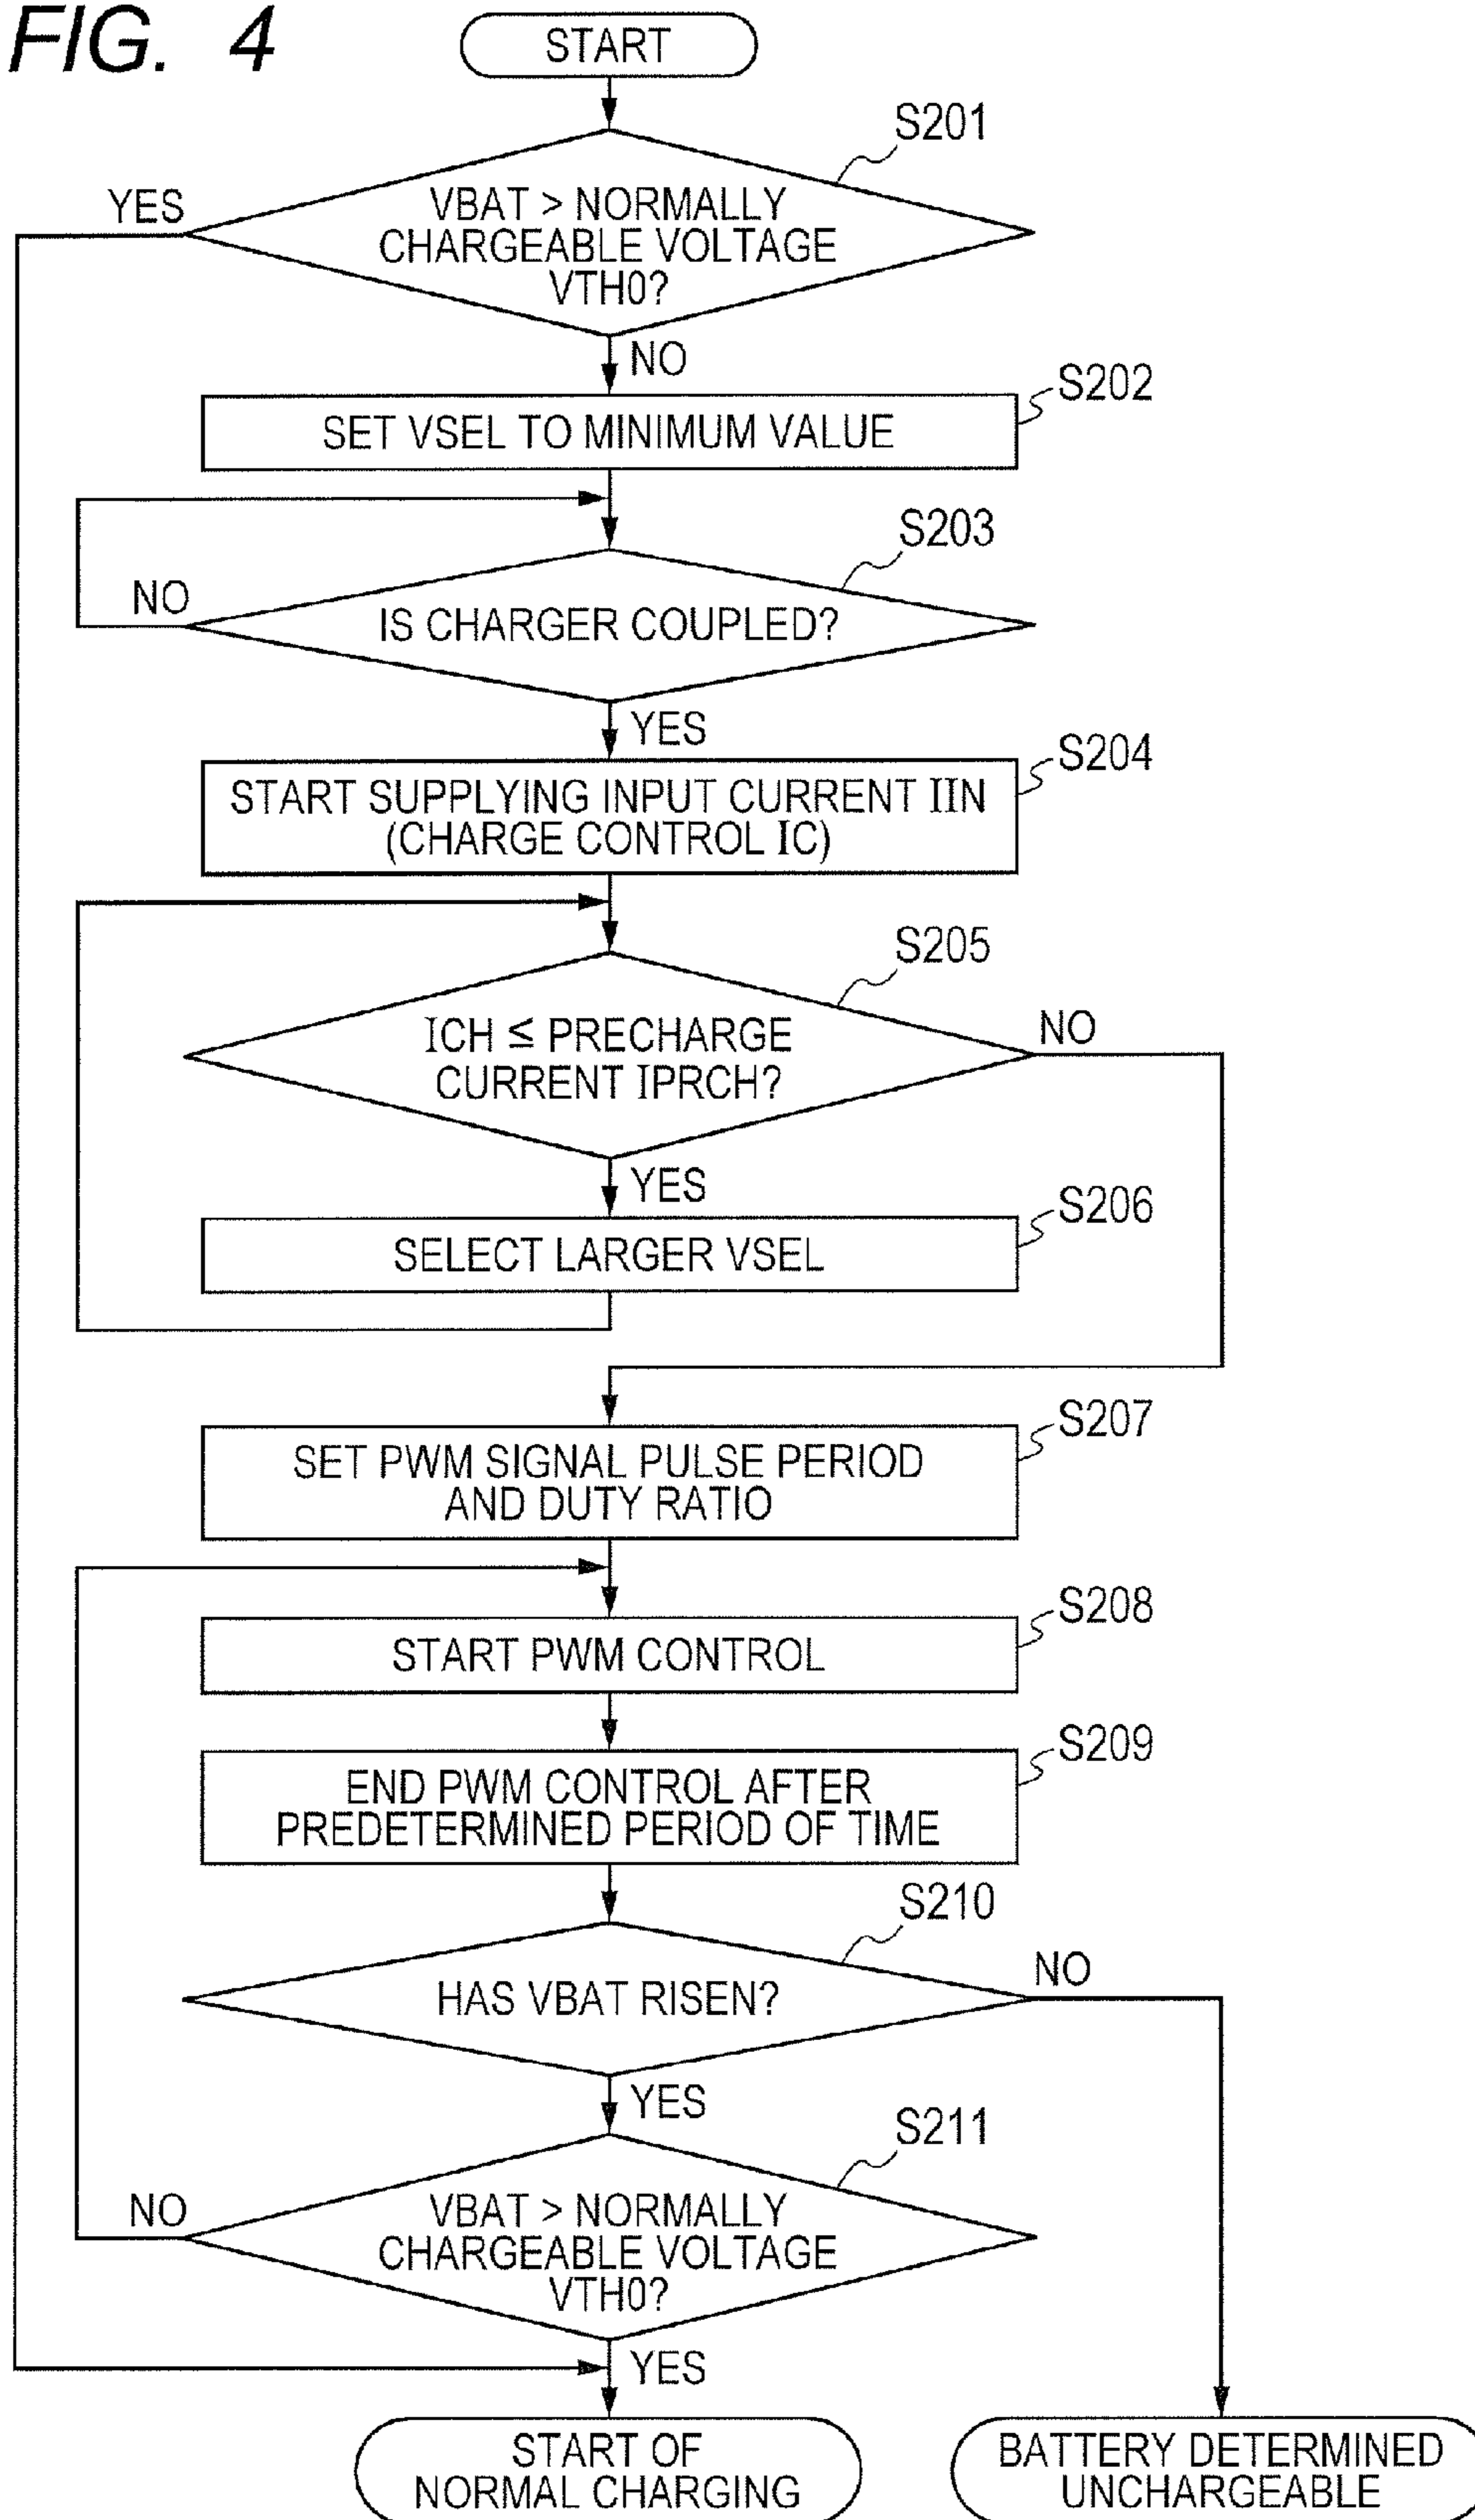 FIG. 4
START
S201
YES
VBAT > NORMALLY
CHARGEABLE VOLTAGE
VTH0?
NO
S202
SET VSEL TO MINIMUM VALUE
S203
NO
IS CHARGER COUPLED?
YES
S204
START SUPPLYING INPUT CURRENT IIN
(CHARGE CONTROL IC)
S205
NO
ICH ≤ PRECHARGE
CURRENT IPRCH?
YES
S206
SELECT LARGER VSEL
S207
SET PWM SIGNAL PULSE PERIOD
AND DUTY RATIO
S208
START PWM CONTROL
S209
END PWM CONTROL AFTER
PREDETERMINED PERIOD OF TIME
S210
NO
HAS VBAT RISEN?
YES
S211
NO
VBAT > NORMALLY
CHARGEABLE VOLTAGE
VTH0?
YES
START OF
NORMAL CHARGING
BATTERY DETERMINED
UNCHARGEABLE